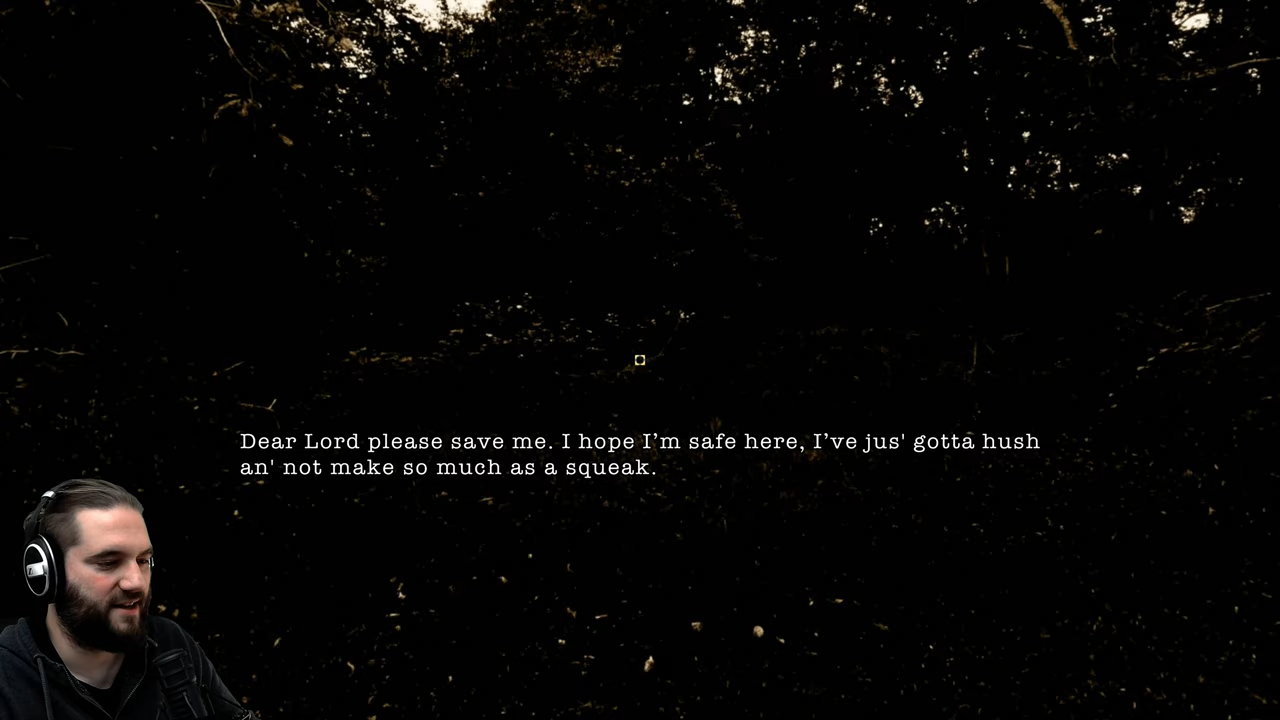 Dear Lord please save me. I hope I’m safe here, I’ve jus' gotta hush
an' not make so much as a squeak.